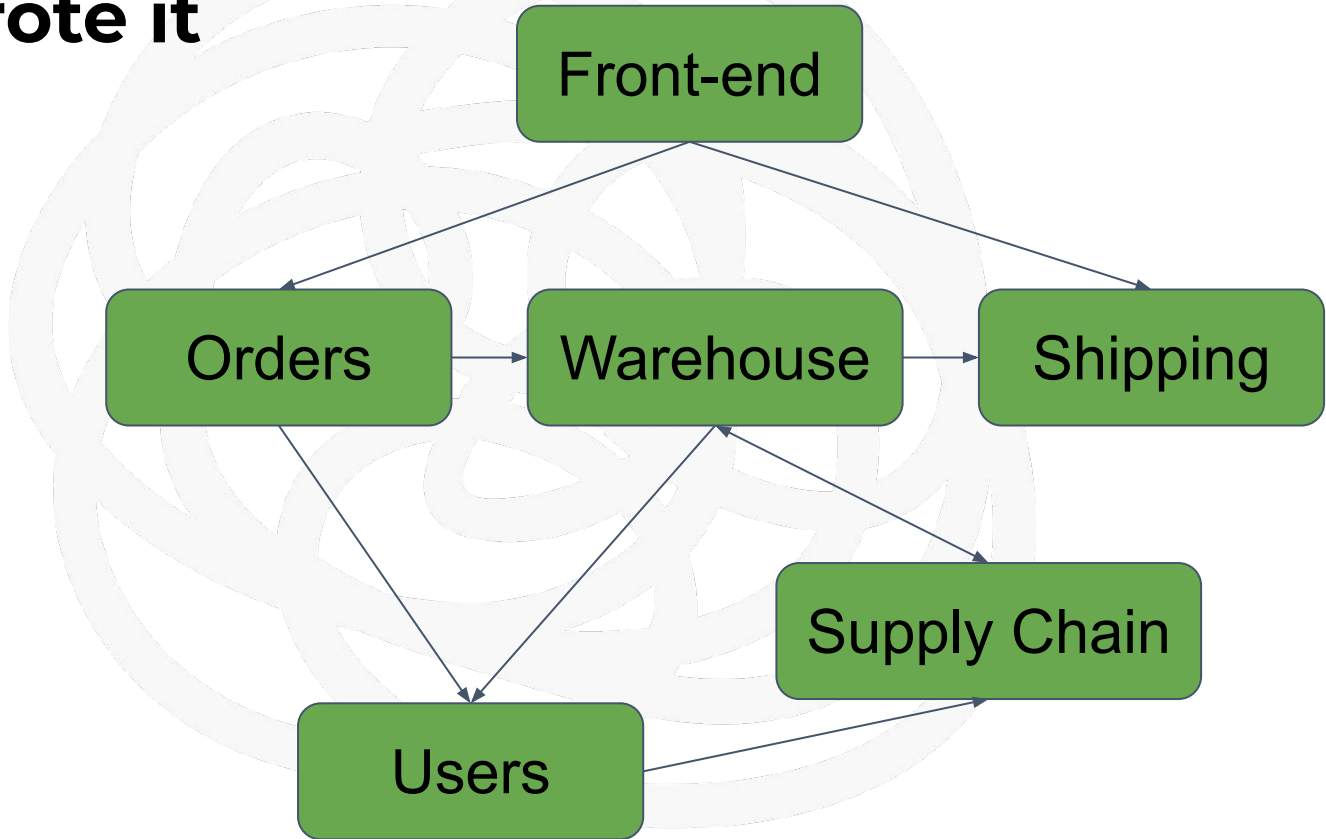 rote it
Front-end
Orders
Warehouse
Shipping
Supply Chain
Users